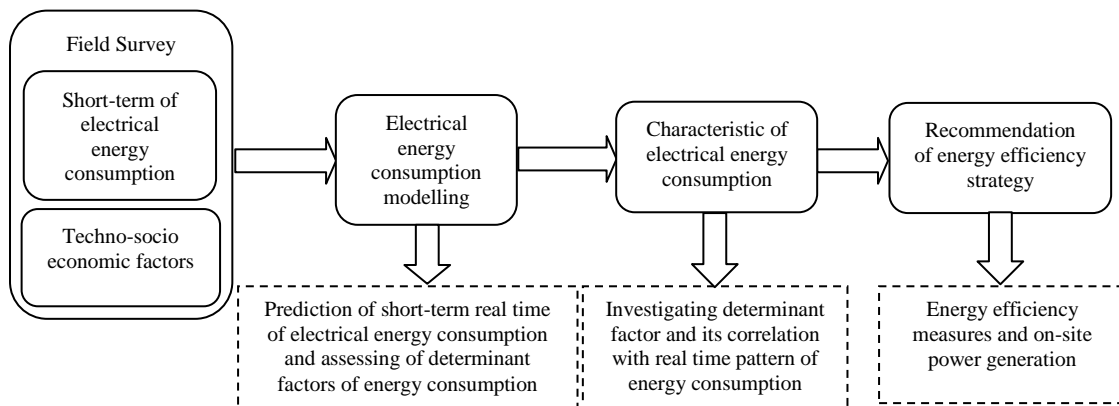 Field Survey
Short-term of
electrical
energy
consumption
Techno-socio
economic factors
Electrical
energy
consumption
modelling
Characteristic of
electrical energy
consumption
Recommendation
of energy efficiency
strategy
Prediction of short-term real time
of electrical energy consumption
and assessing of determinant
factors of energy consumption
Investigating determinant
factor and its correlation
with real time pattern of
energy consumption
Energy efficiency
measures and on-site
power generation